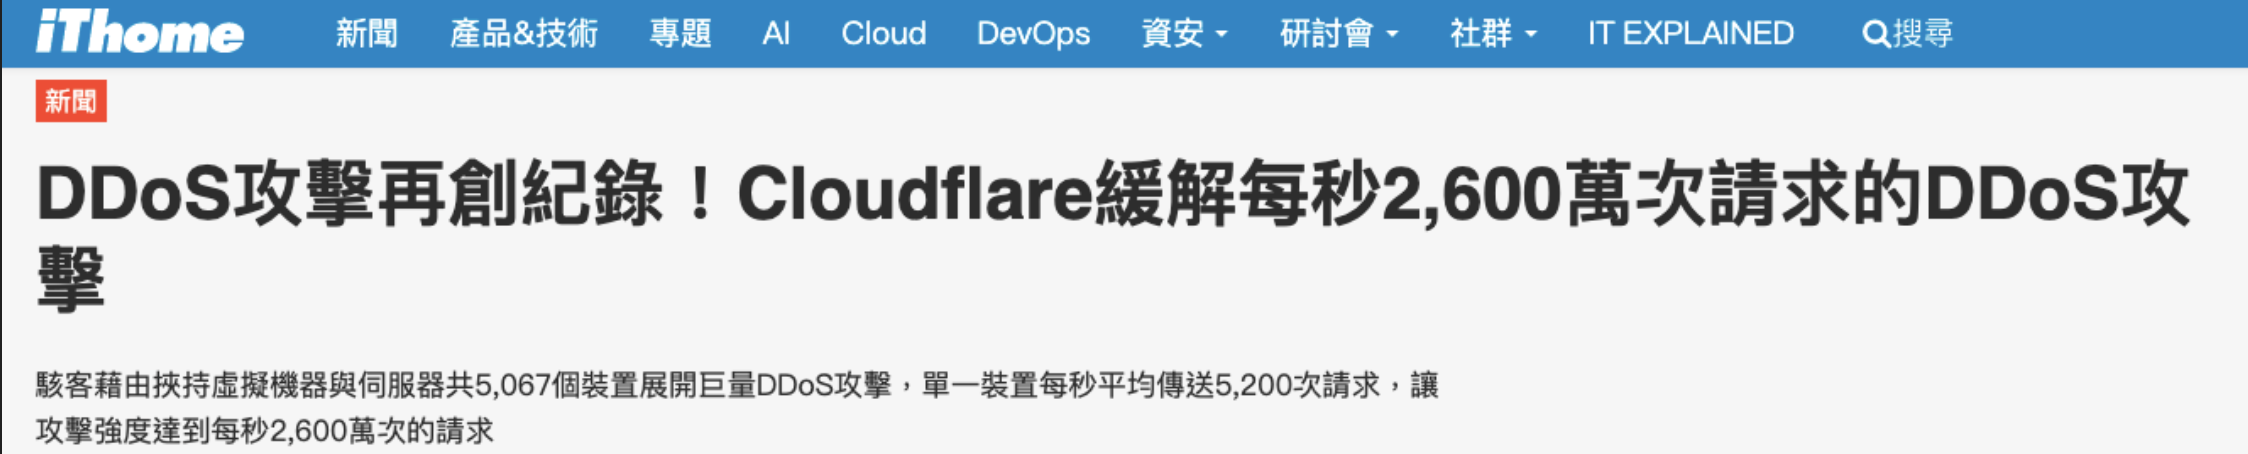 iThome 新聞 產品&技術 專題 AI Cloud DevOps 資安 研討會 社群 IT EXPLAINED 搜尋
新聞
DDoS攻擊再創紀錄！Cloudflare緩解每秒2,600萬次請求的DDoS攻
擊
駭客藉由挾持虛擬機器與伺服器共5,067個裝置展開巨量DDoS攻擊，單一裝置每秒平均傳送5,200次請求，讓
攻擊強度達到每秒2,600萬次的請求